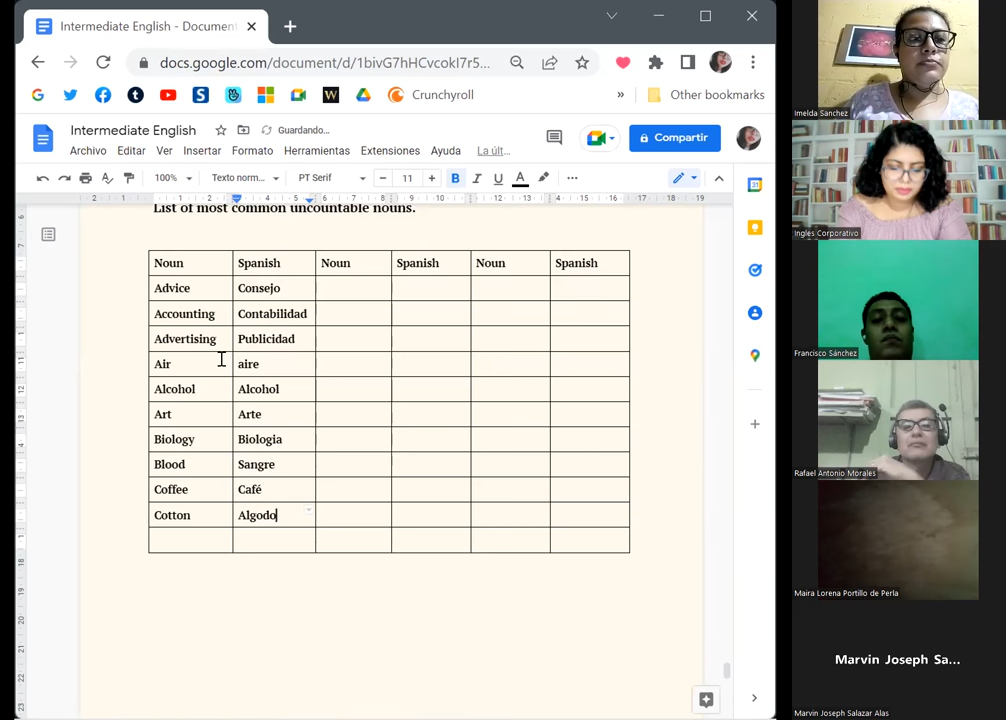 Intermediate English - Document
docs.google.com/document/d/1bivG7hHCvcokI7r5...
Crunchyroll
»
Other bookmarks
Intermediate English
Guardando...
Archivo Editar Ver Insertar Formato Herramientas Extensiones Ayuda La últ...
Compartir
100% Texto norm... PT Serif 11 B I U A
List of most common uncountable nouns.
Noun Spanish Noun Spanish Noun Spanish
Advice Consejo
Accounting Contabilidad
Advertising Publicidad
Air aire
Alcohol Alcohol
Art Arte
Biology Biologia
Blood Sangre
Coffee Café
Cotton Algodo
Imelda Sanchez
Ingles Corporativo
Francisco Sánchez
Rafael Antonio Morales
Maira Lorena Portillo de Perla
Marvin Joseph Sa...
Marvin Joseph Salazar Alas